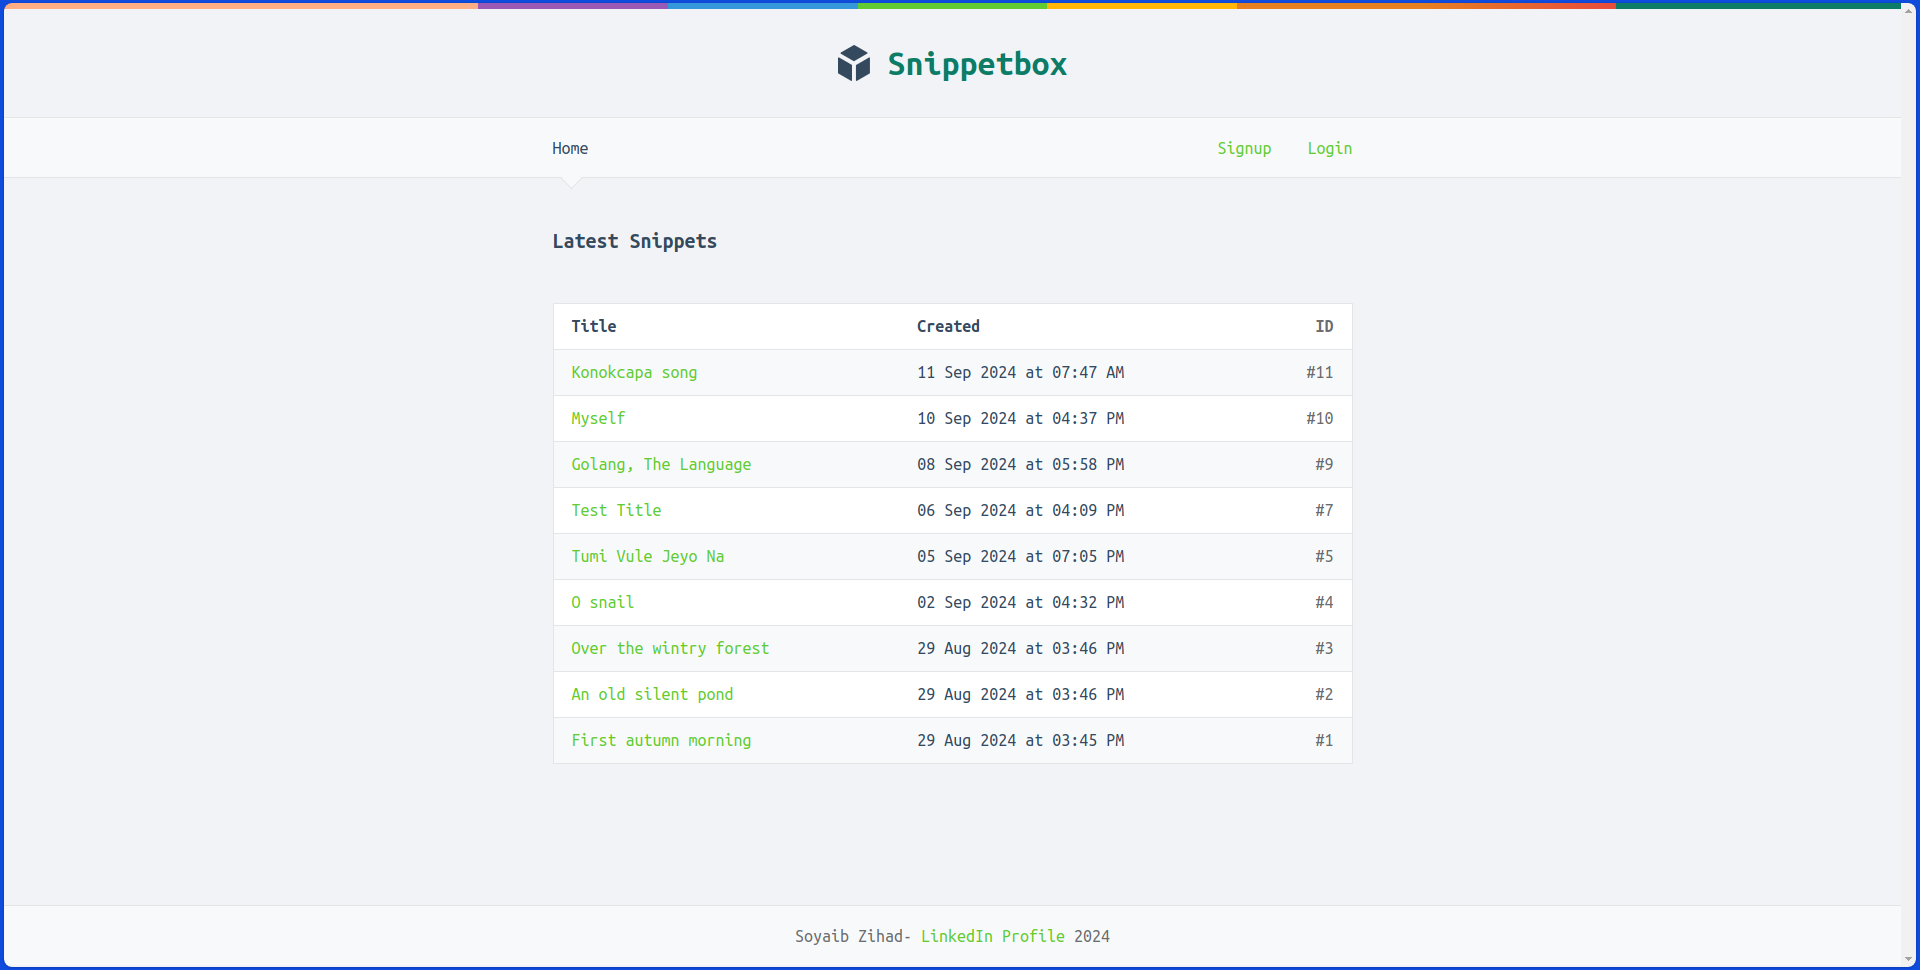 Snippetbox
Home Signup Login
Latest Snippets
Title Created ID
Konokcapa song 11 Sep 2024 at 07:47 AM #11
Myself 10 Sep 2024 at 04:37 PM #10
Golang, The Language 08 Sep 2024 at 05:58 PM #9
Test Title 06 Sep 2024 at 04:09 PM #7
Tumi Vule Jeyo Na 05 Sep 2024 at 07:05 PM #5
O snail 02 Sep 2024 at 04:32 PM #4
Over the wintry forest 29 Aug 2024 at 03:46 PM #3
An old silent pond 29 Aug 2024 at 03:46 PM #2
First autumn morning 29 Aug 2024 at 03:45 PM #1
Soyaib Zihad- LinkedIn Profile 2024